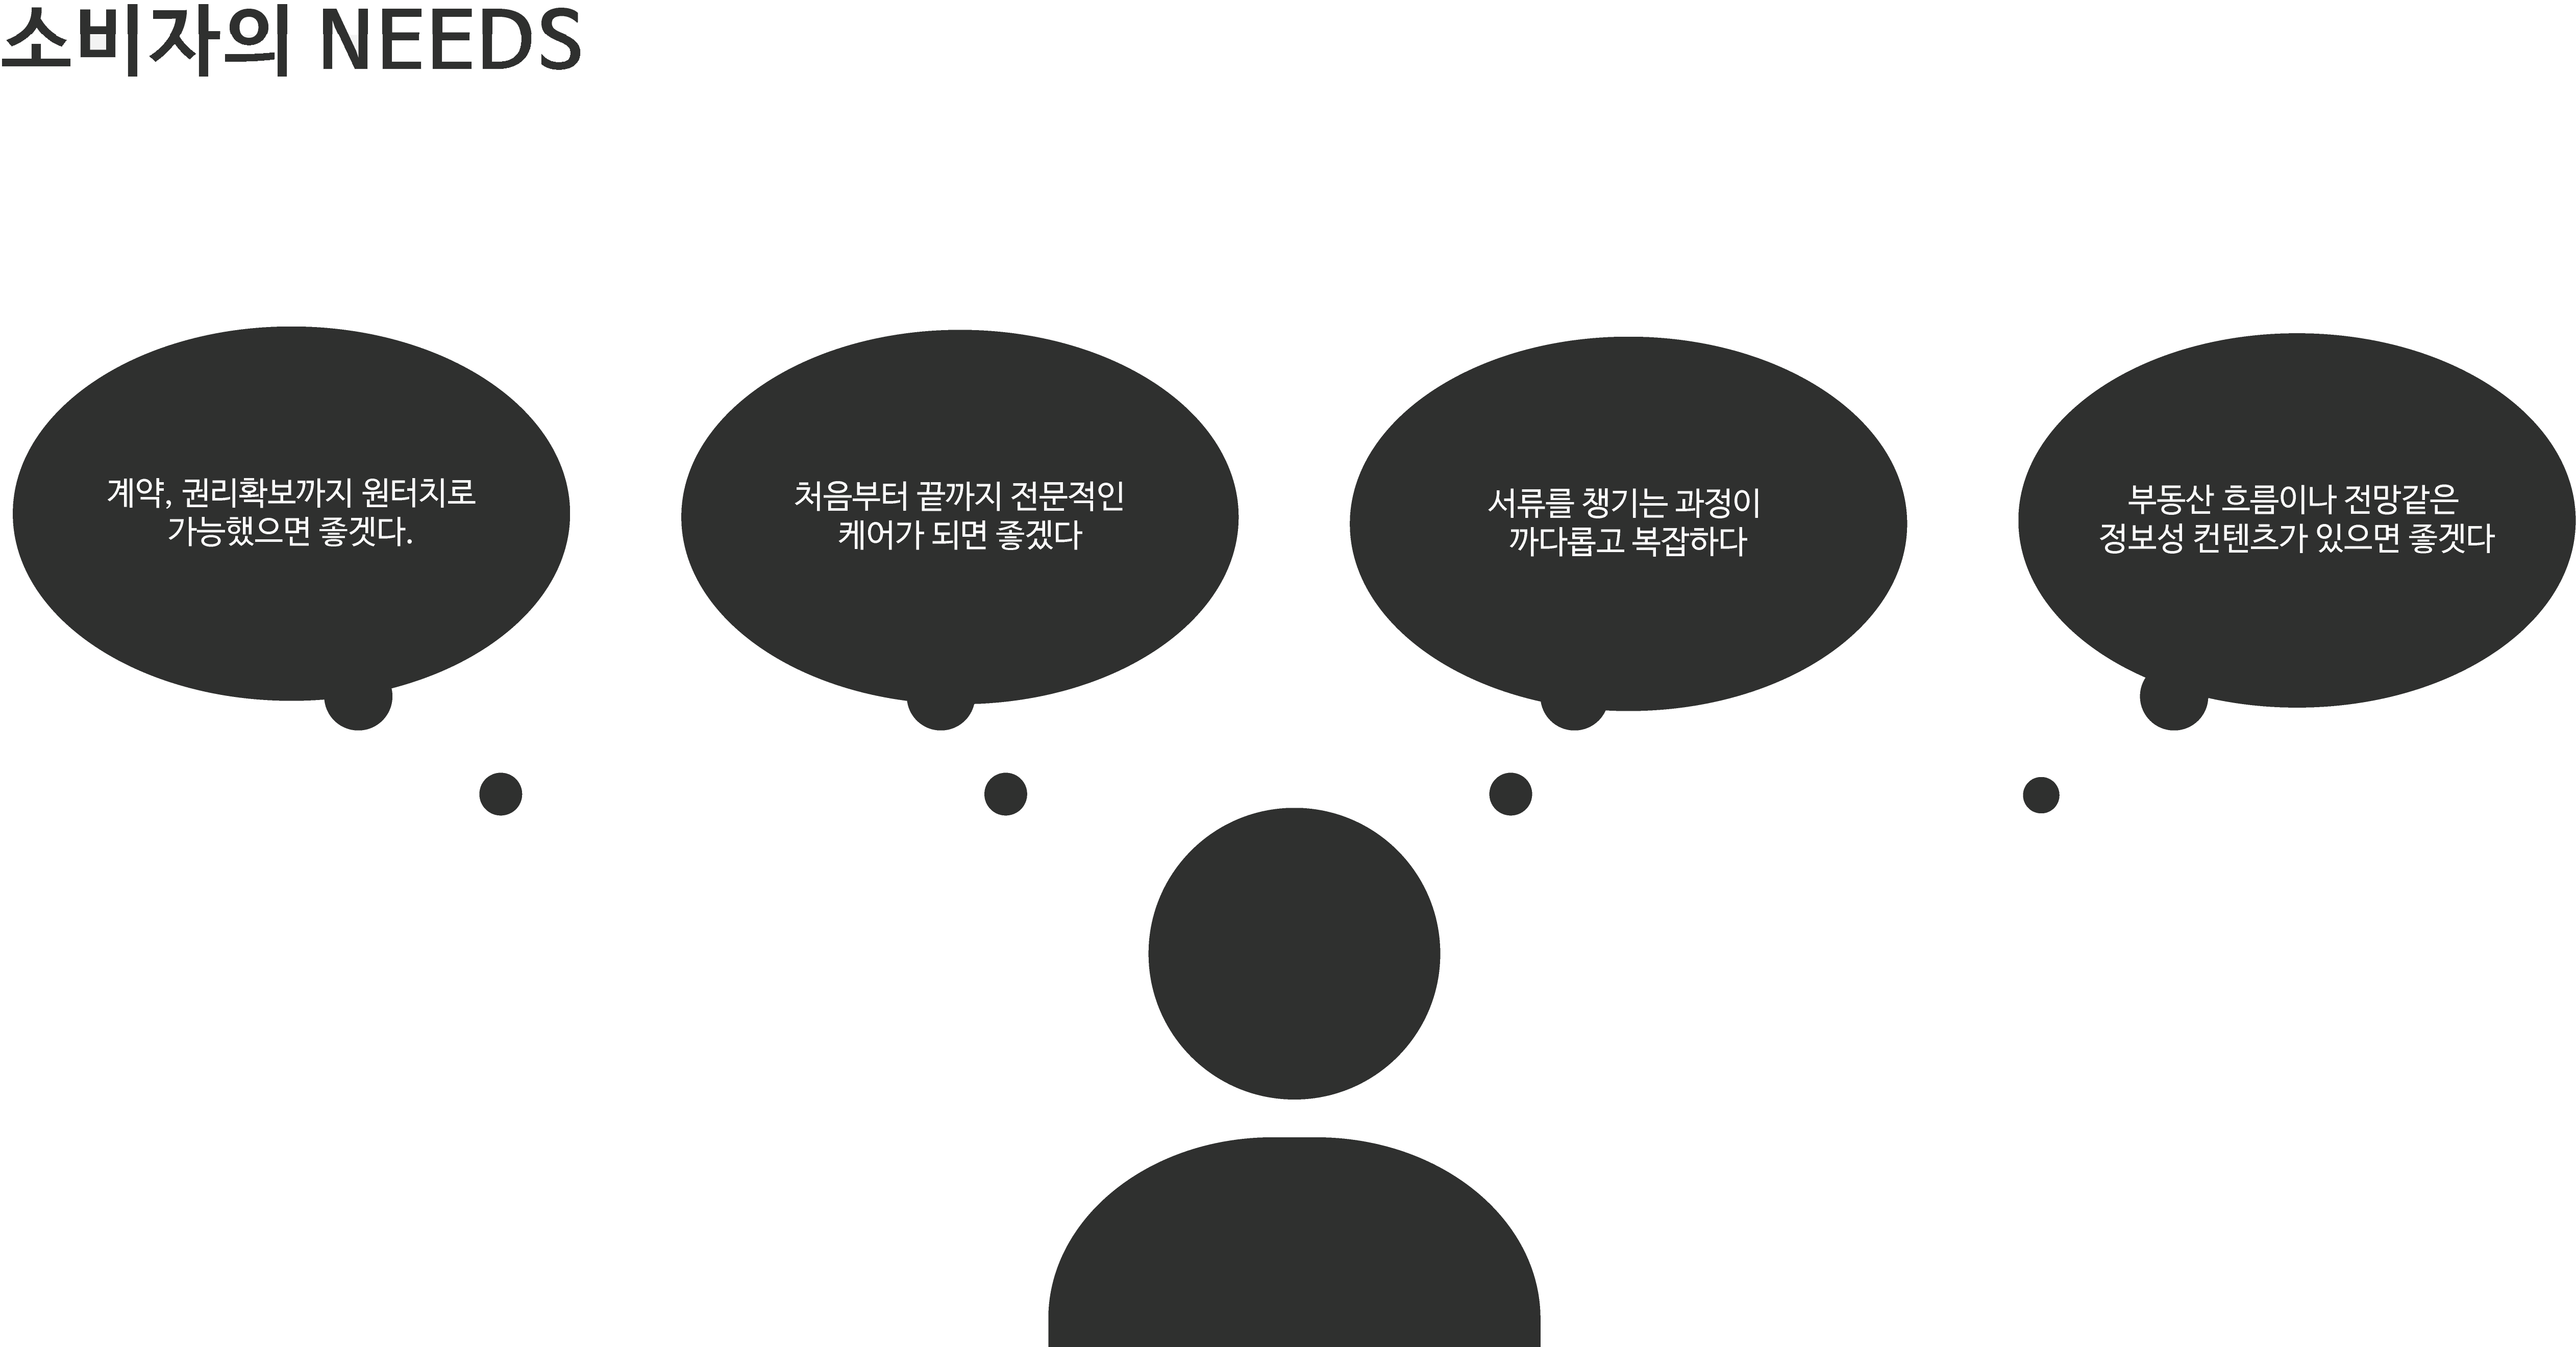 소비자의 NEEDS
계약, 권리확보까지 원터치로
가능했으면 좋겟다.
처음부터 끝까지 전문적인
케어가 되면 좋겠다
서류를 챙기는 과정이
까다롭고 복잡하다
부동산 흐름이나 전망같은
정보성 컨텐츠가 있으면 좋겟다